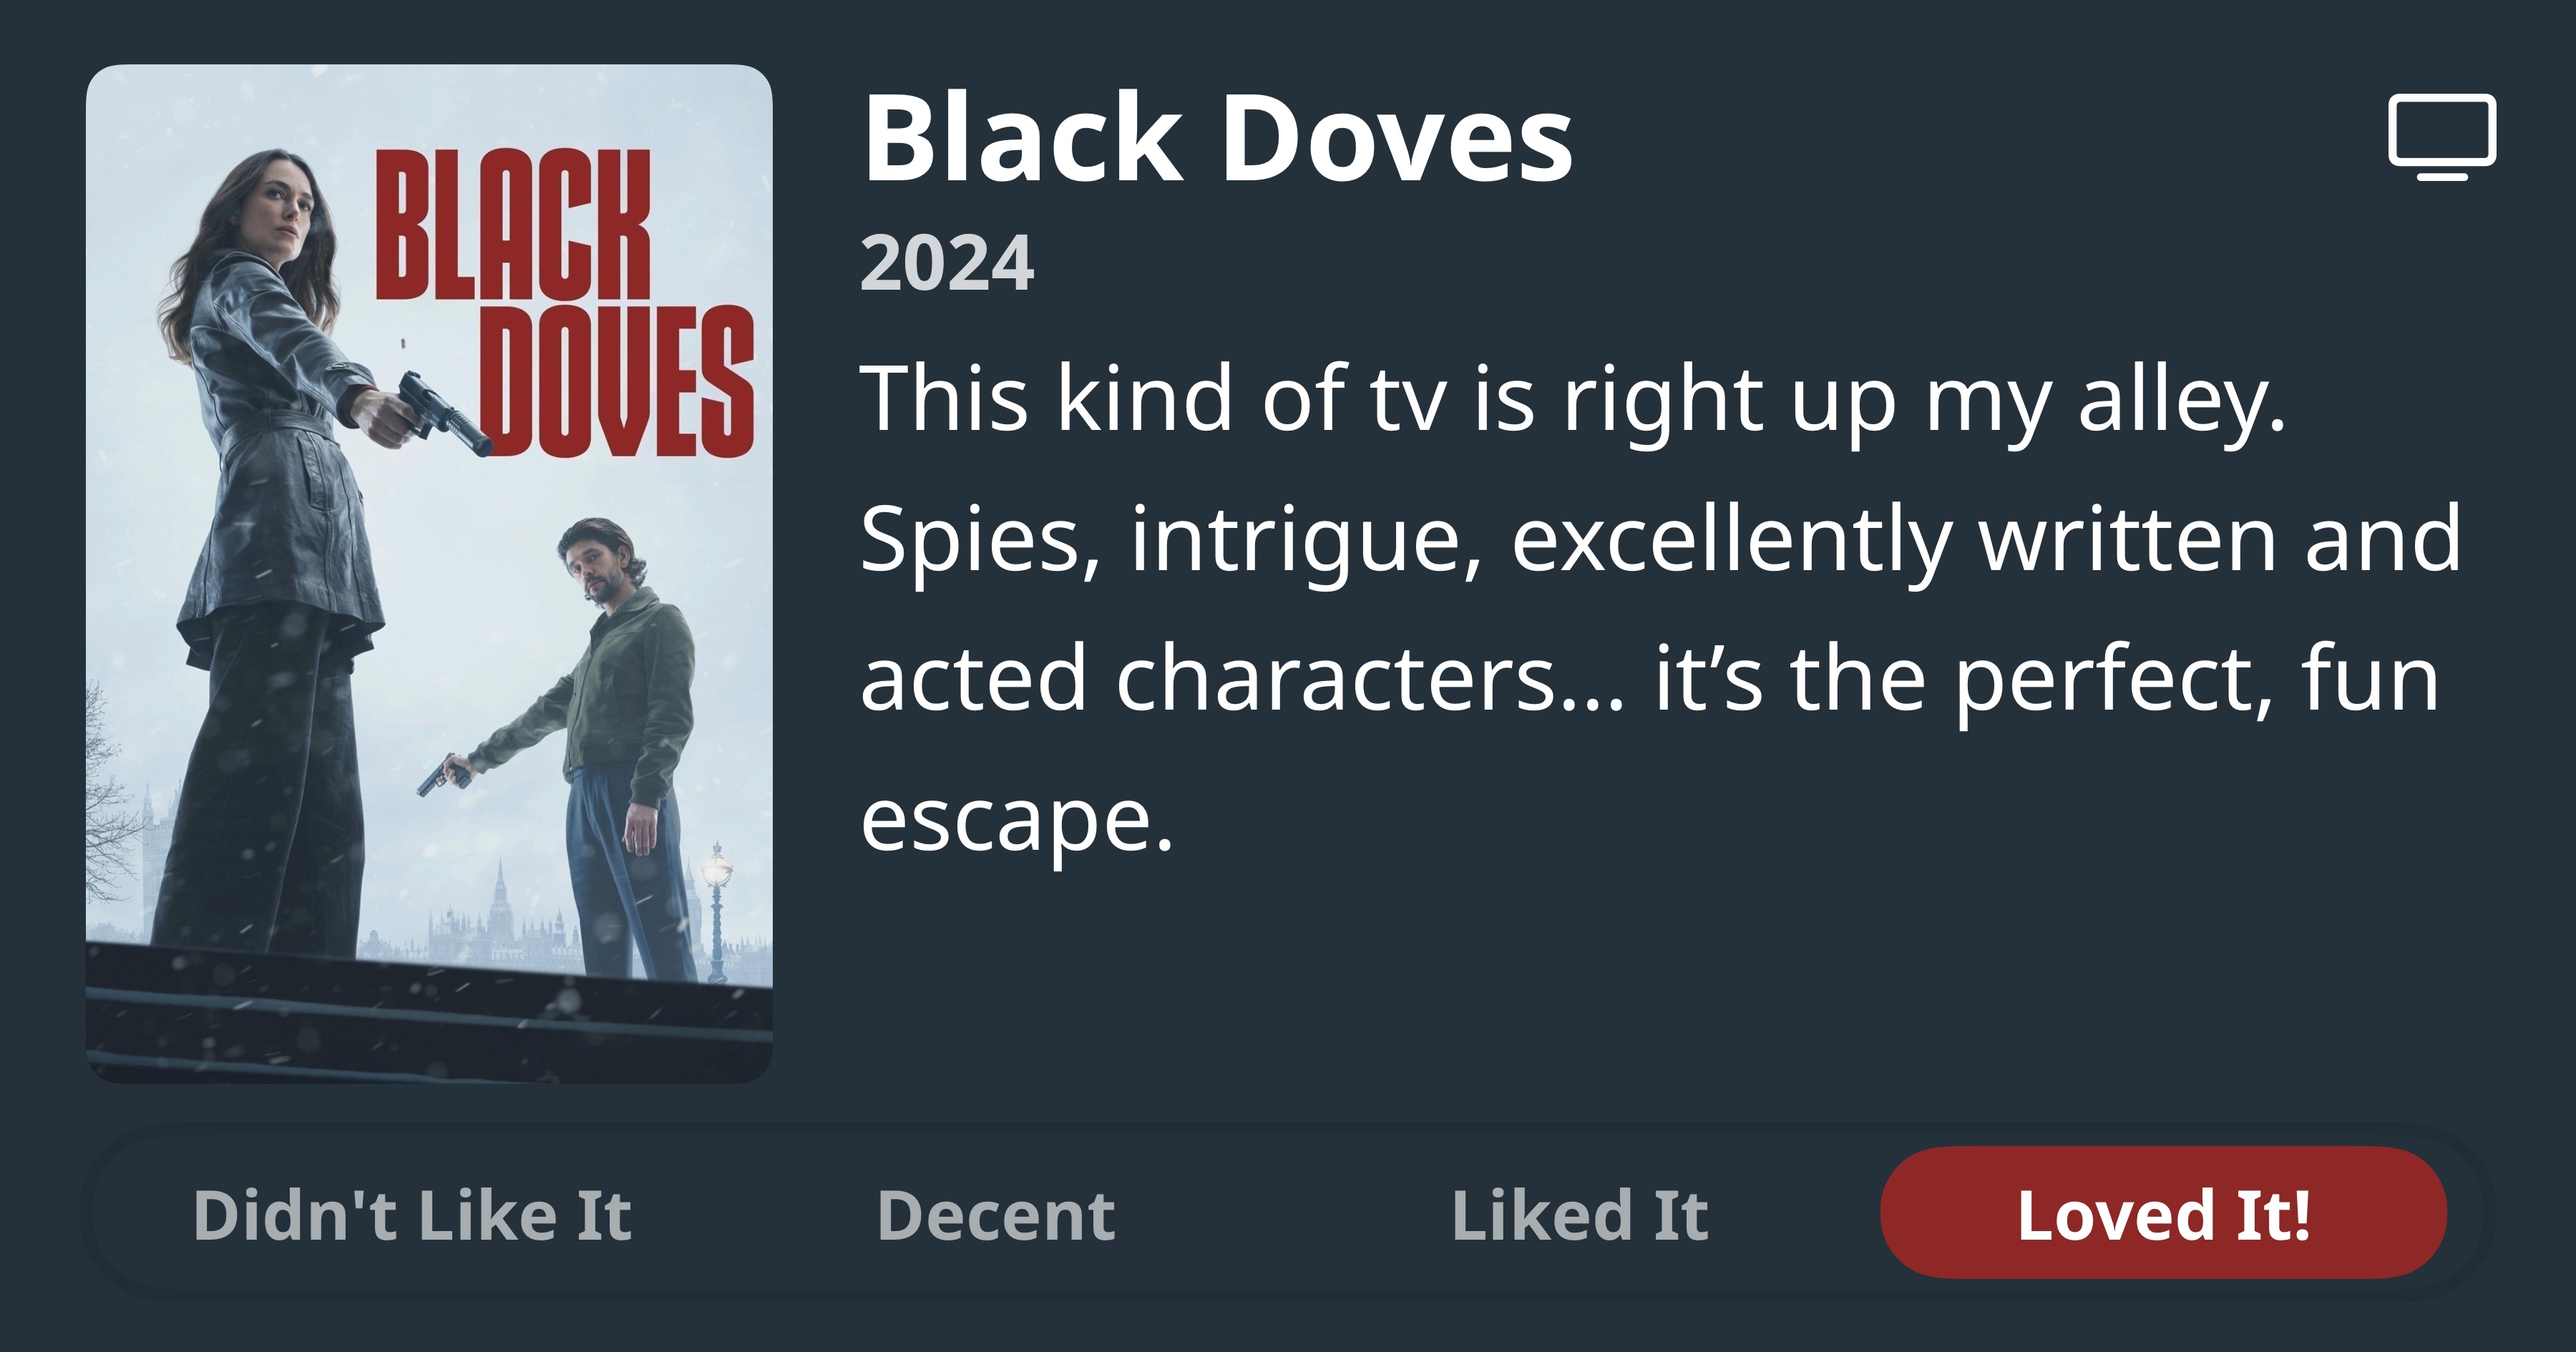 BLACK
DOVES
Black Doves
2024
This kind of tv is right up my alley.
Spies, intrigue, excellently written and
acted characters... it’s the perfect, fun
escape.
Didn't Like It
Decent
Liked It
Loved It!